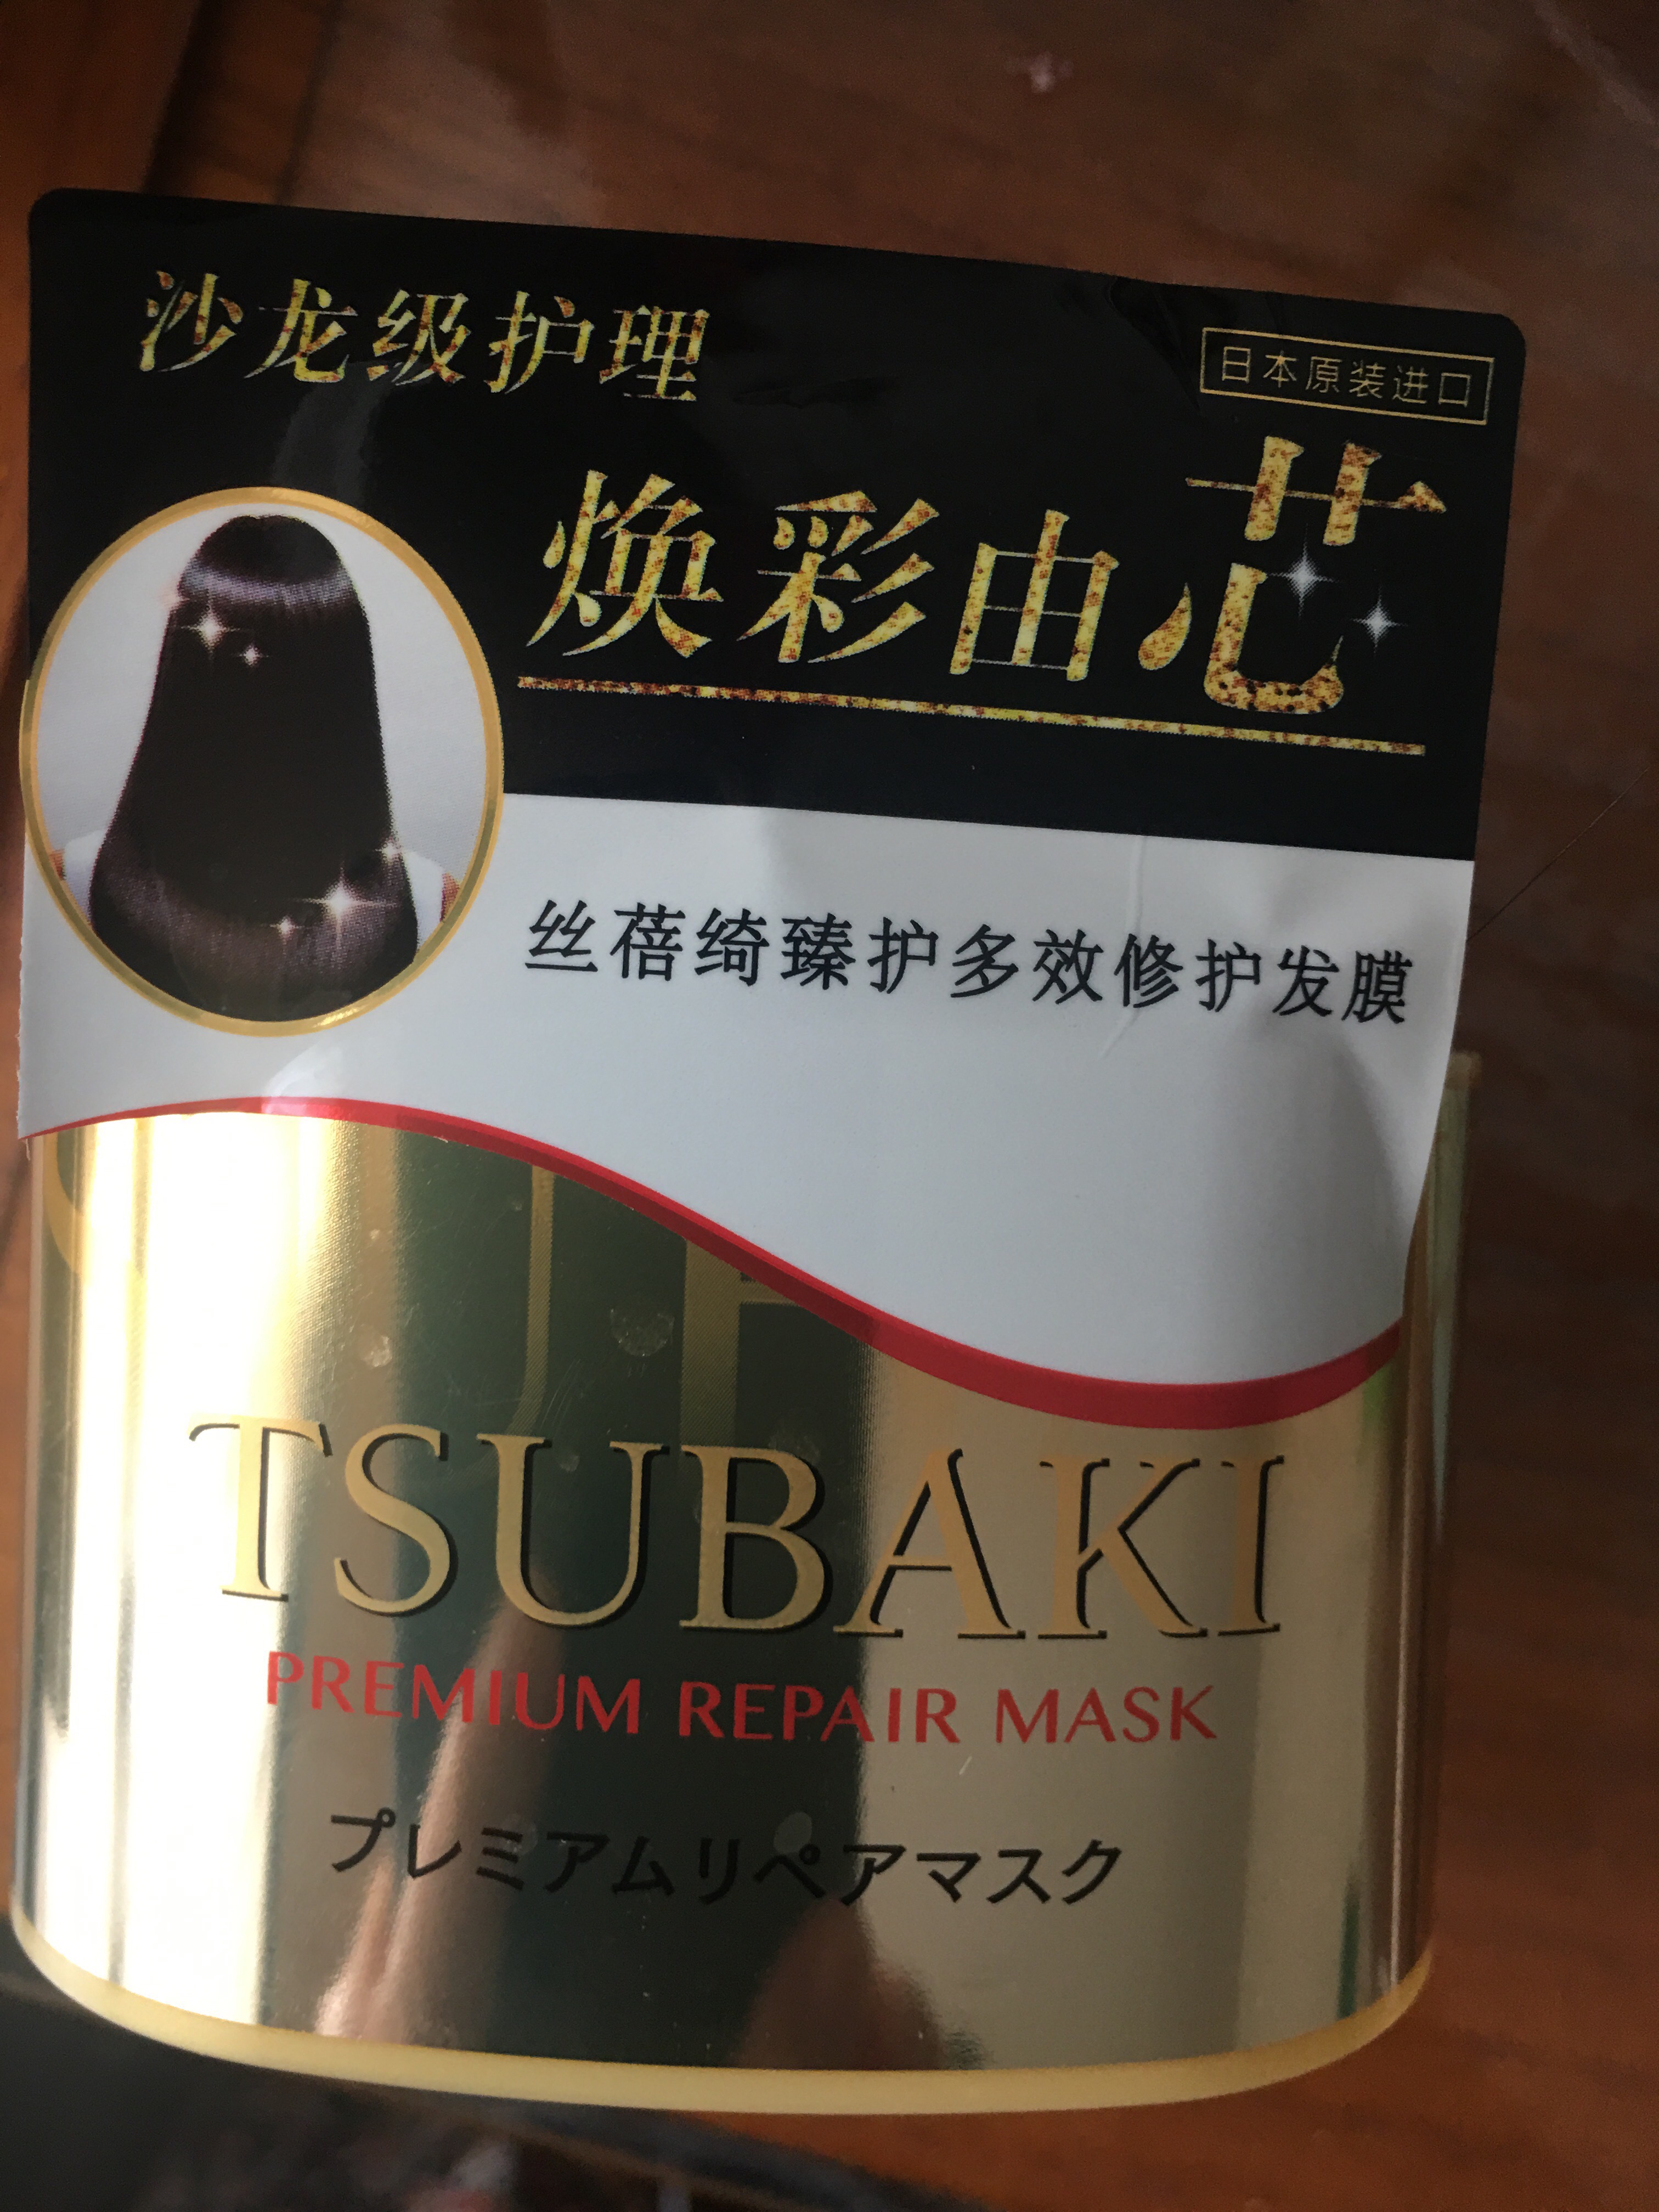 沙龙级护理
日本原装进口
焕彩由芯
丝蓓绮臻护多效修护发膜
TSUBAKI
PREMIUM REPAIR MASK
プレミアムリペアマスク